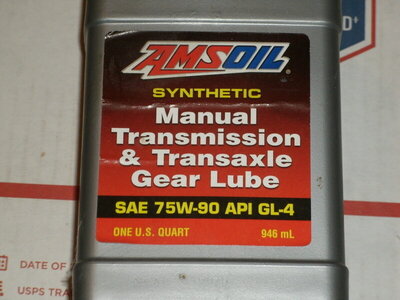 AMSOIL®
SYNTHETIC
Manual
Transmission
& Transaxle
Gear Lube
SAE 75W-90 API GL-4
ONE U.S. QUART 946 mL
DATE OF
USPS TRA
D+